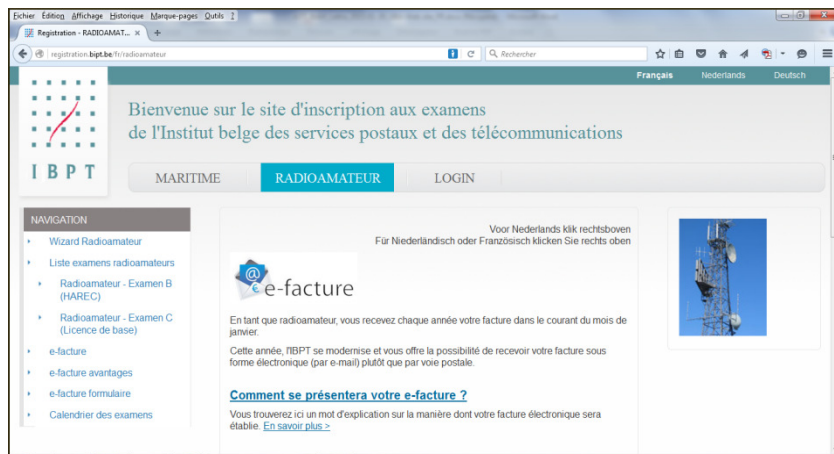 Fichier Édition Affichage Historique Marque-pages Outils ?
Registration - RADIOAMAT... × +
registration.bipt.be/fr/radioamateur
Rechercher
Français Nederlands Deutsch
Bienvenue sur le site d'inscription aux examens
de l'Institut belge des services postaux et des télécommunications
IBPT
MARITIME RADIOAMATEUR LOGIN
NAVIGATION
Wizard Radioamateur
Liste examens radioamateurs
Radioamateur - Examen B
(HAREC)
Radioamateur - Examen C
(Licence de base)
e-facture
e-facture avantages
e-facture formulaire
Calendrier des examens
Voor Nederlands klik rechtsboven
Für Niederländisch oder Französisch klicken Sie rechts oben
@
€
e-facture
En tant que radioamateur, vous recevez chaque année votre facture dans le courant du mois de
janvier.
Cette année, l'IBPT se modernise et vous offre la possibilité de recevoir votre facture sous
forme électronique (par e-mail) plutôt que par voie postale.
Comment se présentera votre e-facture ?
Vous trouverez ici un mot d'explication sur la manière dont votre facture électronique sera
établie. En savoir plus >